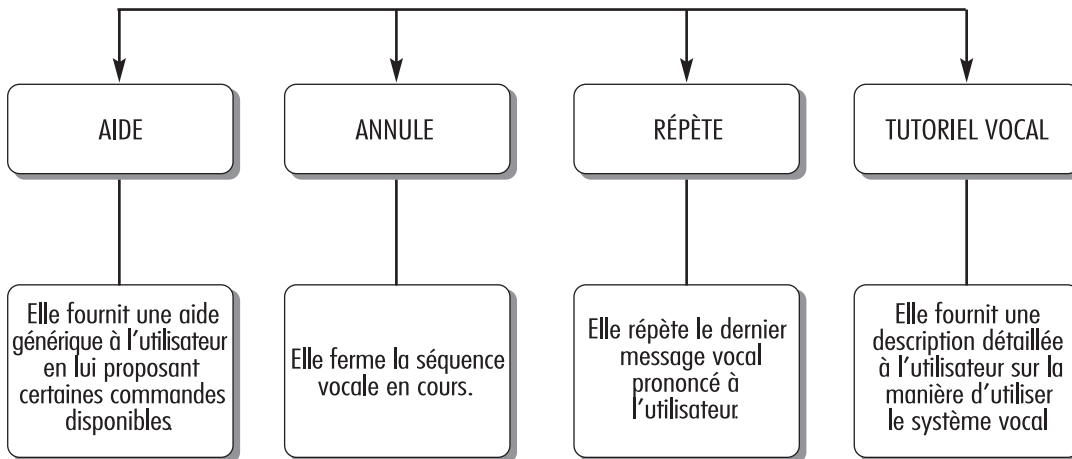 AIDE
ANNULE
RÉPÈTE
TUTORIEL VOCAL
Elle fournit une aide
générique à l'utilisateur
en lui proposant
certaines commandes
disponibles.
Elle ferme la séquence
vocale en cours.
Elle répète le dernier
message vocal
prononcé à
l'utilisateur.
Elle fournit une
description détaillée
à l'utilisateur sur la
manière d'utiliser
le système vocal